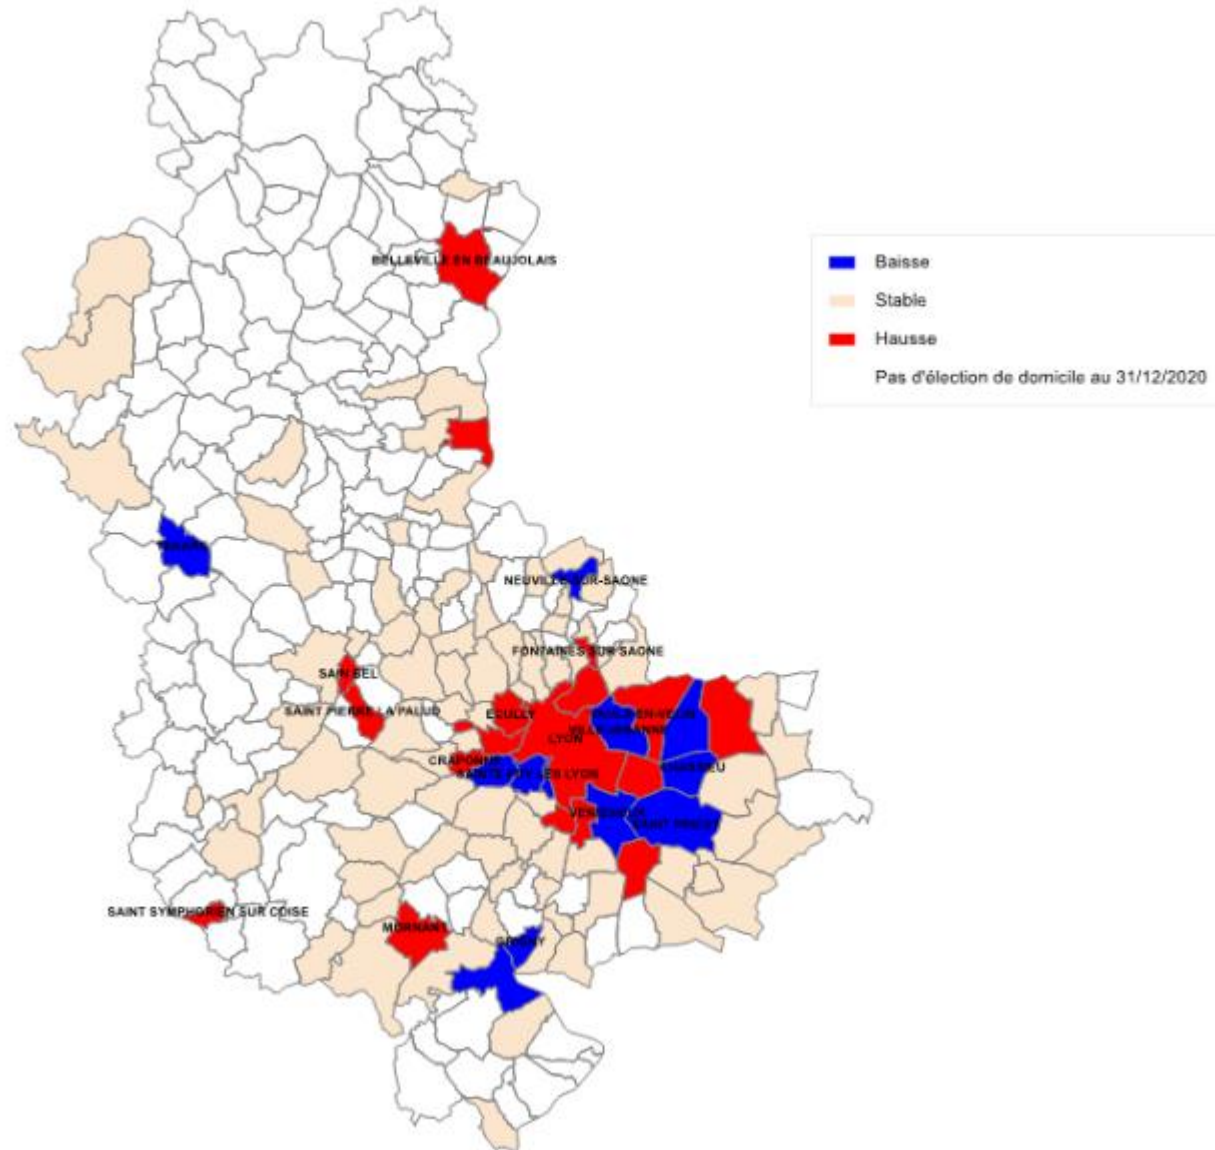 BELLEVILLE EN BEAUJOLAIS
Baisse
Stable
Hausse
Pas d'élection de domicile au 31/12/2020
NEUVILLE-SUR-SAONE
FONTAINES SUR SAONE
SAIN BEL
SAINT PIERRE LA PALUD
ECULLY
LYON
CRAPONNE
SAINTE FOY LES LYON
SAINT PRIEST
SAINT SYMPHORIEN SUR COISE
MORNANT
GRIGNY